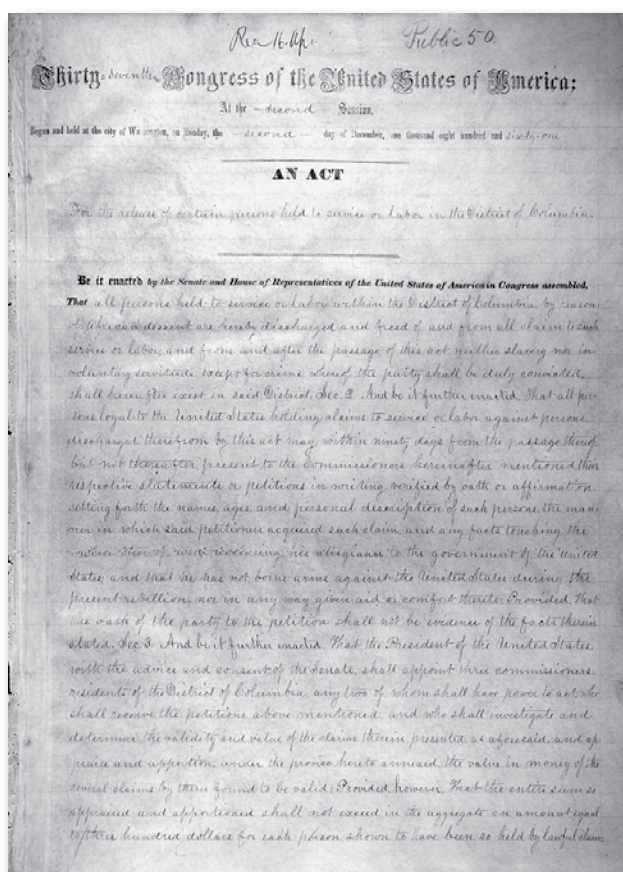 Rec 16. Ap. Public 50.
Thirty-seventh Congress of the United States of America;
At the second Session,
Begun and held at the city of Washington, on Monday, the second day of December, one thousand eight hundred and sixty-one
AN ACT
For the release of certain persons held to service or labor in the District of Columbia.
Be it enacted by the Senate and House of Representatives of the United States of America in Congress assembled,
That all persons held to service or labor within the District of Columbia by reason
of African descent are hereby discharged and freed of and from all claim to such
service or labor; and from and after the passage of this act neither slavery nor in-
voluntary servitude, except for crime, whereof the party shall be duly convicted,
shall hereafter exist in said District. Sec. 2. And be it further enacted, That all per-
sons loyal to the United States holding claims to service or labor against persons
discharged therefrom by this act may, within ninety days from the passage thereof,
but not thereafter, present to the Commissioners hereinafter mentioned their
respective statements or petitions in writing, verified by oath or affirmation,
setting forth the names, ages and personal description of such persons, the man-
ner in which said petitioners acquired such claim, and any facts touching the
value thereof, and declaring his allegiance to the government of the United
States, and that he has not borne arms against the United States during the
present rebellion, nor in any way given aid or comfort thereto: Provided, That
the oath of the party to the petition shall not be evidence of the facts therein
stated. Sec. 3. And be it further enacted, That the President of the United States,
with the advice and consent of the Senate, shall appoint three commissioners,
residents of the District of Columbia, any two of whom shall have power to act, who
shall receive the petitions above mentioned, and who shall investigate and
determine the validity and value of the claims therein presented, as aforesaid, and ap-
praise and apportion, under the proviso hereto annexed, the value in money of the
several claims by them found to be valid: Provided, however, That the entire sum so
appraised and apportioned shall not exceed in the aggregate an amount equal
to three hundred dollars for each person shown to have been so held by lawful claim: